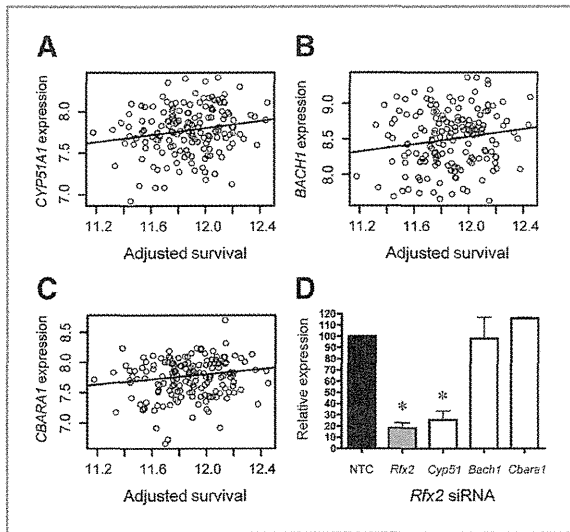 A
CYP51A1 expression
8.0
7.5
7.0
11.2 11.6 12.0 12.4
Adjusted survival
B
BACH1 expression
9.0
8.5
8.0
11.2 11.6 12.0 12.4
Adjusted survival
C
CBARA1 expression
8.5
8.0
7.5
7.0
11.2 11.6 12.0 12.4
Adjusted survival
D
Relative expression
120
110
100
90
80
70
60
50
40
30
20
10
0
* *
NTC Rfx2 Cyp51 Bach1 Cbara1
Rfx2 siRNA